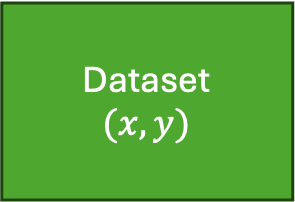 Dataset
(𝑥, 𝑦)